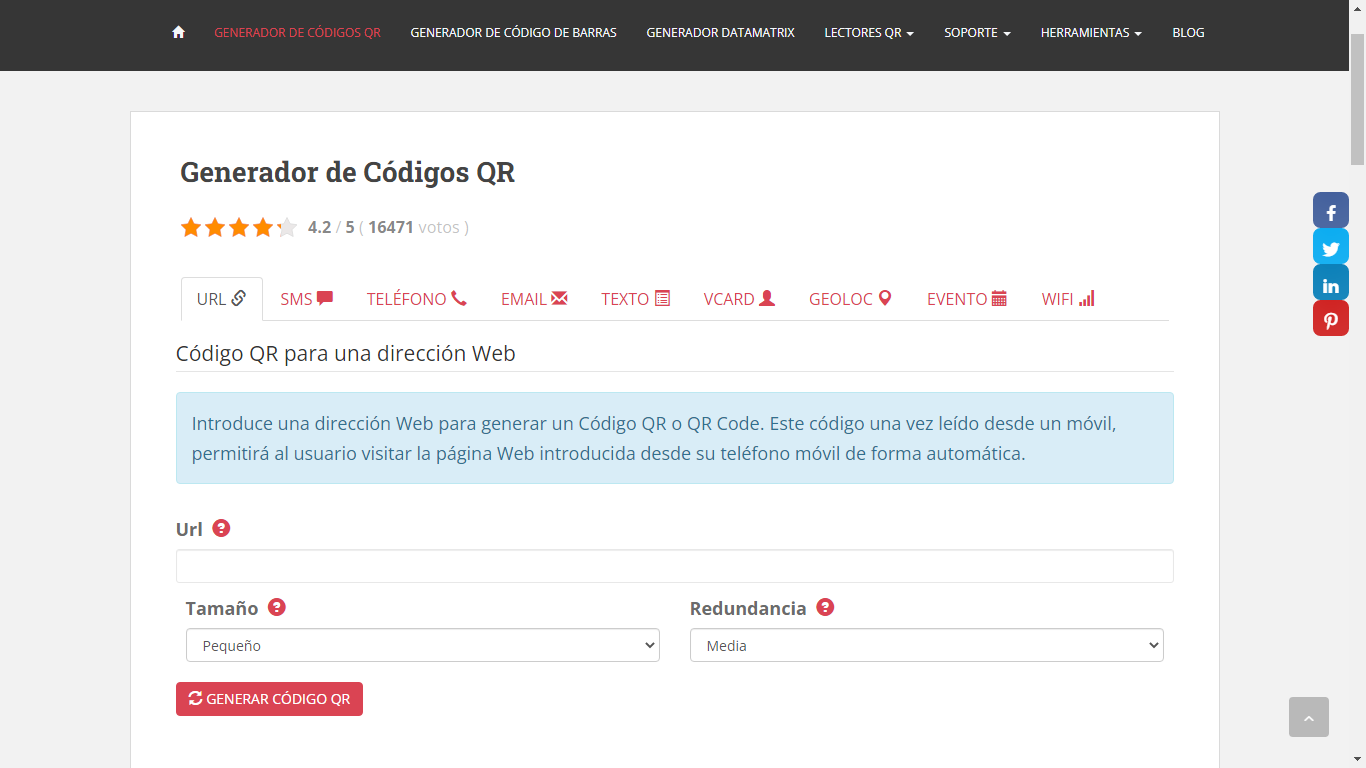 GENERADOR DE CÓDIGOS QR GENERADOR DE CÓDIGO DE BARRAS GENERADOR DATAMATRIX LECTORES QR SOPORTE HERRAMIENTAS BLOG
Generador de Códigos QR
4.2 / 5 ( 16471 votos )
URL SMS TELÉFONO EMAIL TEXTO VCARD GEOLOC EVENTO WIFI
Código QR para una dirección Web
Introduce una dirección Web para generar un Código QR o QR Code. Este código una vez leído desde un móvil,
permitirá al usuario visitar la página Web introducida desde su teléfono móvil de forma automática.
Url
Tamaño Redundancia
Pequeño Media
GENERAR CÓDIGO QR